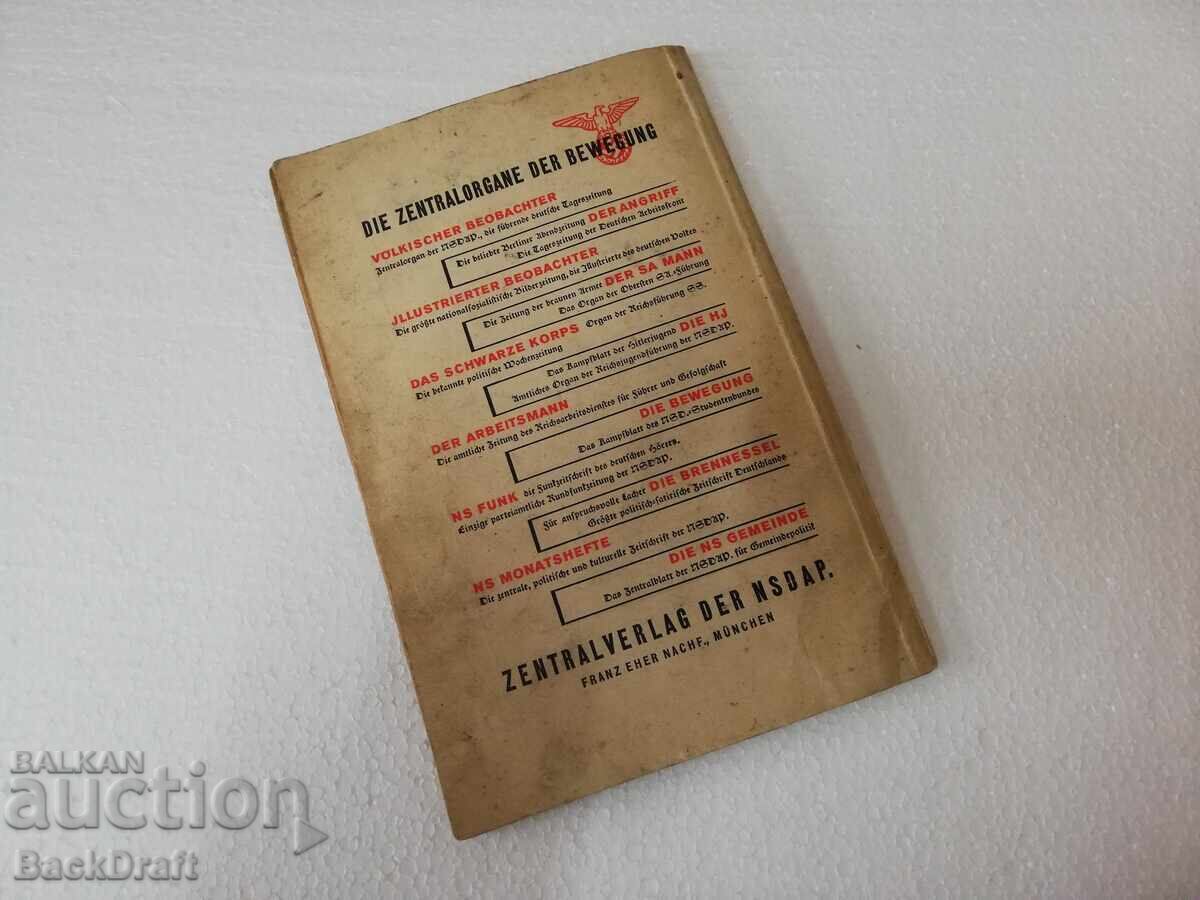 DIE ZENTRALORGANE DER BEWEGUNG
VÖLKISCHER BEOBACHTER
Zentralorgan der NSDAP., die führende deutsche Tageszeitung
Die beliebte Berliner Abendzeitung DER ANGRIFF
Die Tageszeitung der Deutschen Arbeitsfront
JLLUSTRIERTER BEOBACHTER
Die größte nationalsozialistische Bilderzeitung, die Illustrierte des deutschen Volkes
Die Zeitung der braunen Armee DER SA MANN
Das Organ der Obersten SA.-Führung
DAS SCHWARZE KORPS Organ der Reichsführung SS.
Die bekannte politische Wochenzeitung
Das Kampfblatt der Hitlerjugend DIE HJ
Amtliches Organ der Reichsjugendführung der NSDAP.
DER ARBEITSMANN
Die amtliche Zeitung des Reichsarbeitsdienstes für Führer und Gefolgschaft
DIE BEWEGUNG
Das Kampfblatt des NSD.-Studentenbundes
NS FUNK die Funkzeitschrift des deutschen Hörers.
Einzige parteiamtliche Rundfunkzeitung der NSDAP.
Für anspruchsvolle Lacher DIE BRENNESSEL
Größte politisch-satirische Zeitschrift Deutschlands
NS MONATSHEFTE
Die zentrale, politische und kulturelle Zeitschrift der NSDAP.
DIE NS GEMEINDE
Das Zentralblatt der NSDAP. für Gemeindepolitik
ZENTRALVERLAG DER NSDAP.
FRANZ EHER NACHF., MÜNCHEN
BALKAN
auction
BackDraft